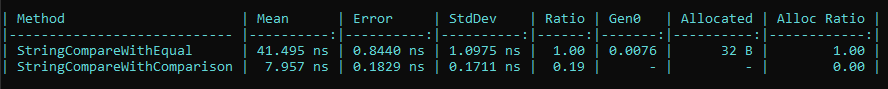 | Method | Mean | Error | StdDev | Ratio | Gen0 | Allocated | Alloc Ratio |
|---------------------------- |----------:|----------:|----------:|------:|-------:|----------:|------------:|
| StringCompareWithEqual | 41.495 ns | 0.8440 ns | 1.0975 ns | 1.00 | 0.0076 | 32 B | 1.00 |
| StringCompareWithComparison | 7.957 ns | 0.1829 ns | 0.1711 ns | 0.19 | - | - | 0.00 |